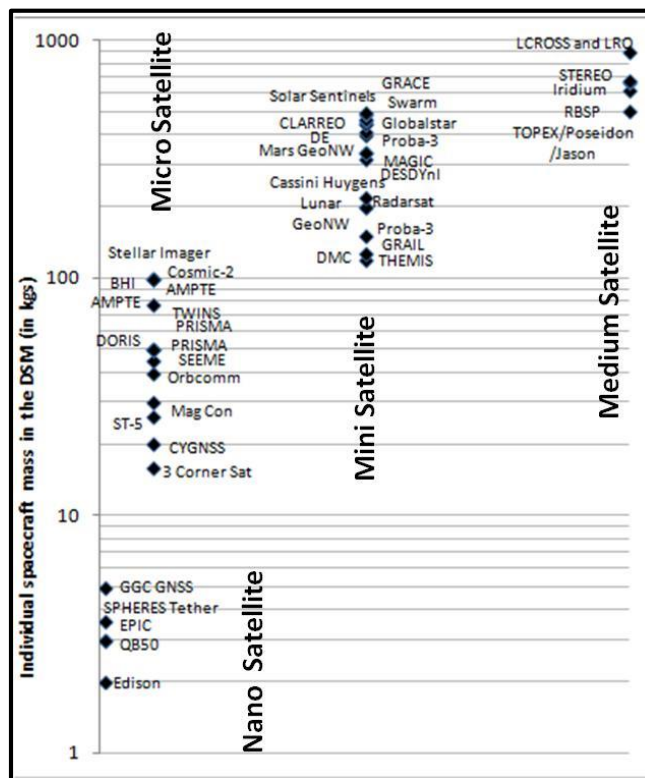 Individual spacecraft mass in the DSM (in kgs)
1000
100
10
1
Micro Satellite
Stellar Imager
BHI
Cosmic-2
AMPTE
AMPTE
TWINS
PRISMA
DORIS
PRISMA
SEEME
Orbcomm
Mag Con
ST-5
CYGNSS
3 Corner Sat
Nano Satellite
GGC GNSS
SPHERES Tether
EPIC
QB50
Edison
Mini Satellite
GRACE
Solar Sentinels
Swarm
CLARREO
Globalstar
DE
Proba-3
Mars GeoNW
MAGIC
DESDynI
Cassini Huygens
Lunar
Radarsat
GeoNW
Proba-3
GRAIL
DMC
THEMIS
Medium Satellite
LCROSS and LRO
STEREO
Iridium
RBSP
TOPEX/Poseidon
/Jason